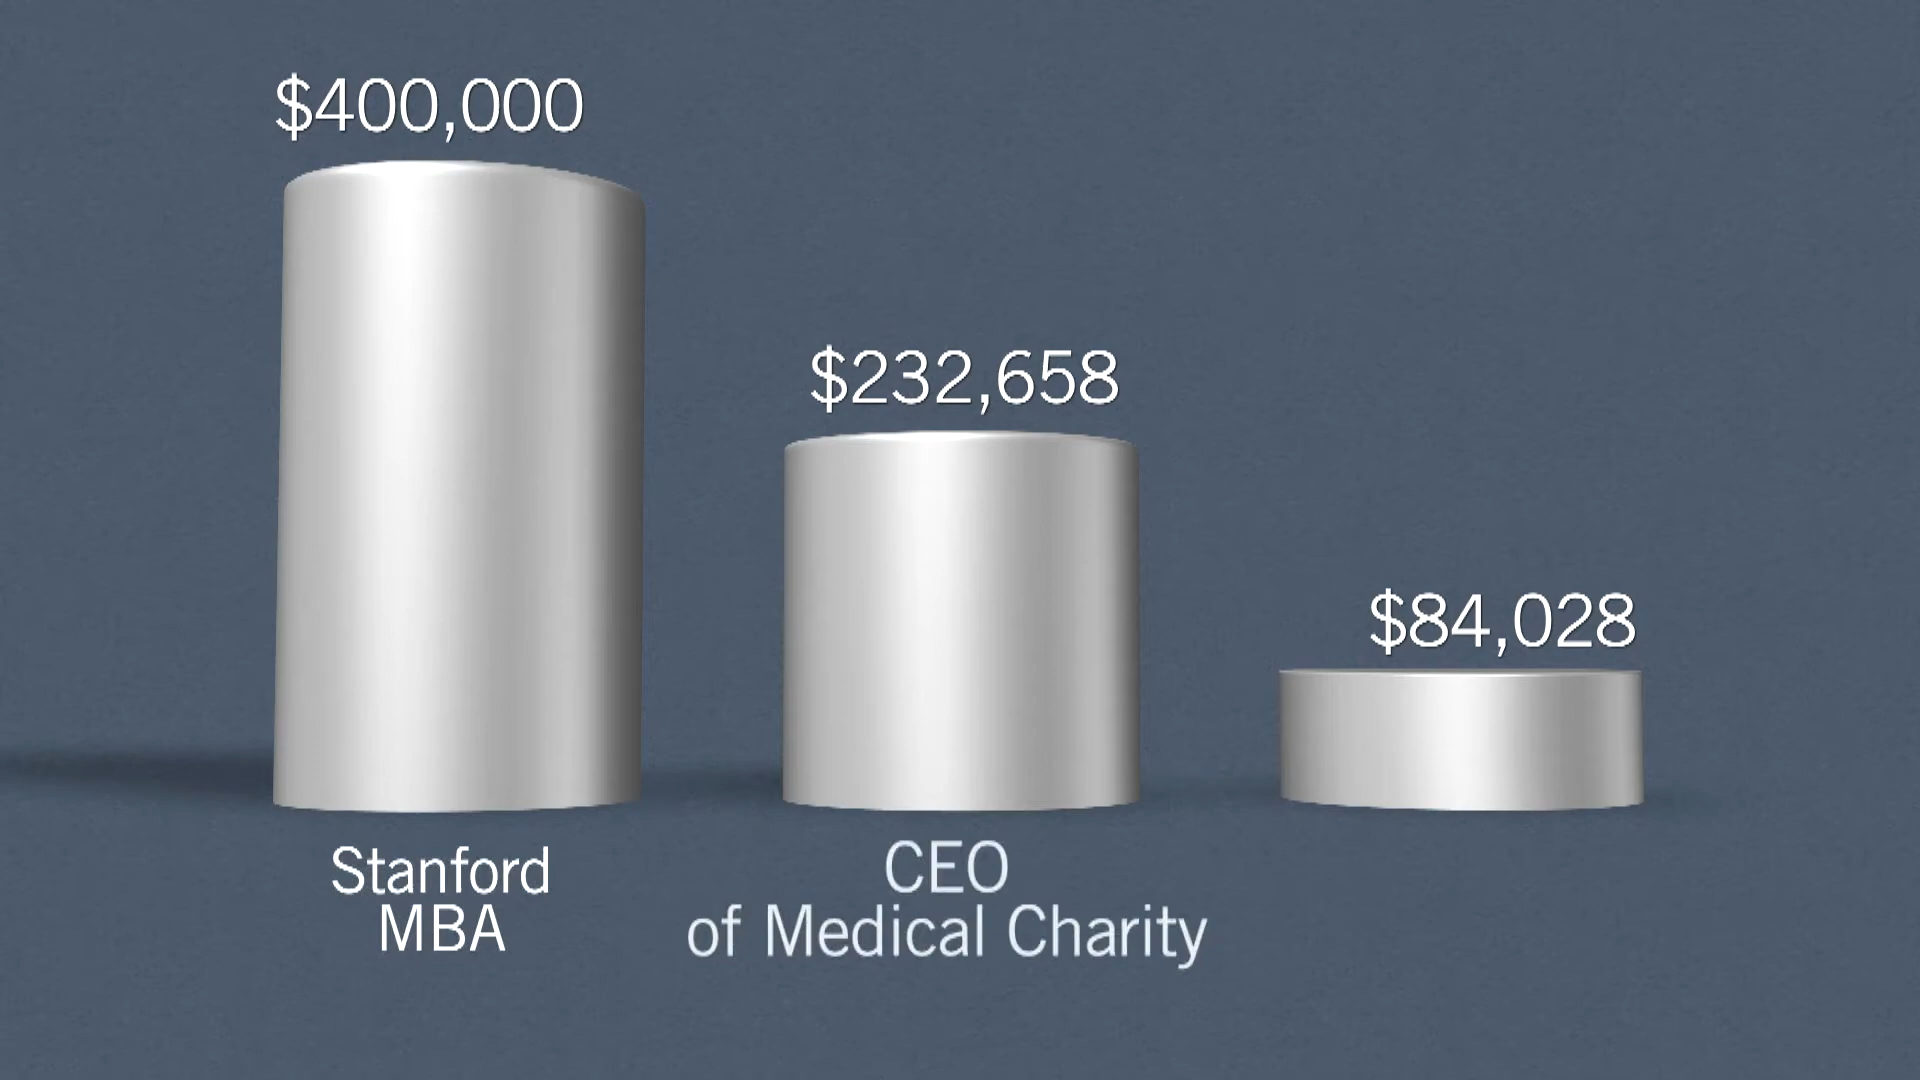 $400,000
$232,658
$84,028
Stanford
MBA
CEO
of Medical Charity